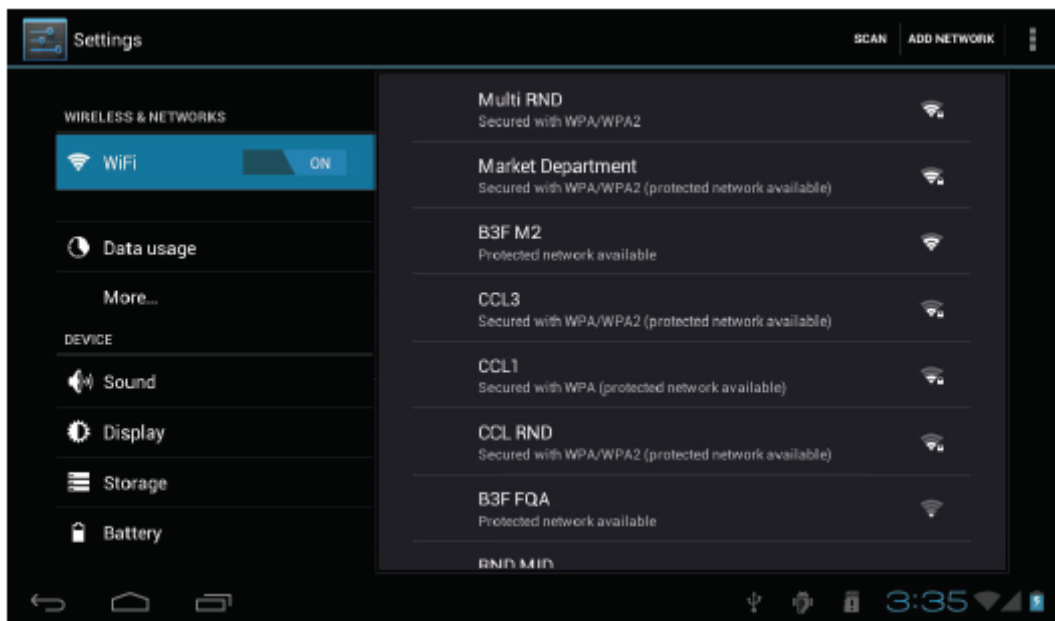 Settings
SCAN
ADD NETWORK
WIRELESS & NETWORKS
WiFi
ON
Data usage
More...
DEVICE
Sound
Display
Storage
Battery
Multi RND
Secured with WPA/WPA2
Market Department
Secured with WPA/WPA2 (protected network available)
B3F M2
Protected network available
CCL3
Secured with WPA/WPA2 (protected network available)
CCL1
Secured with WPA (protected network available)
CCL RND
Secured with WPA/WPA2 (protected network available)
B3F FQA
Protected network available
RND MID
3:35